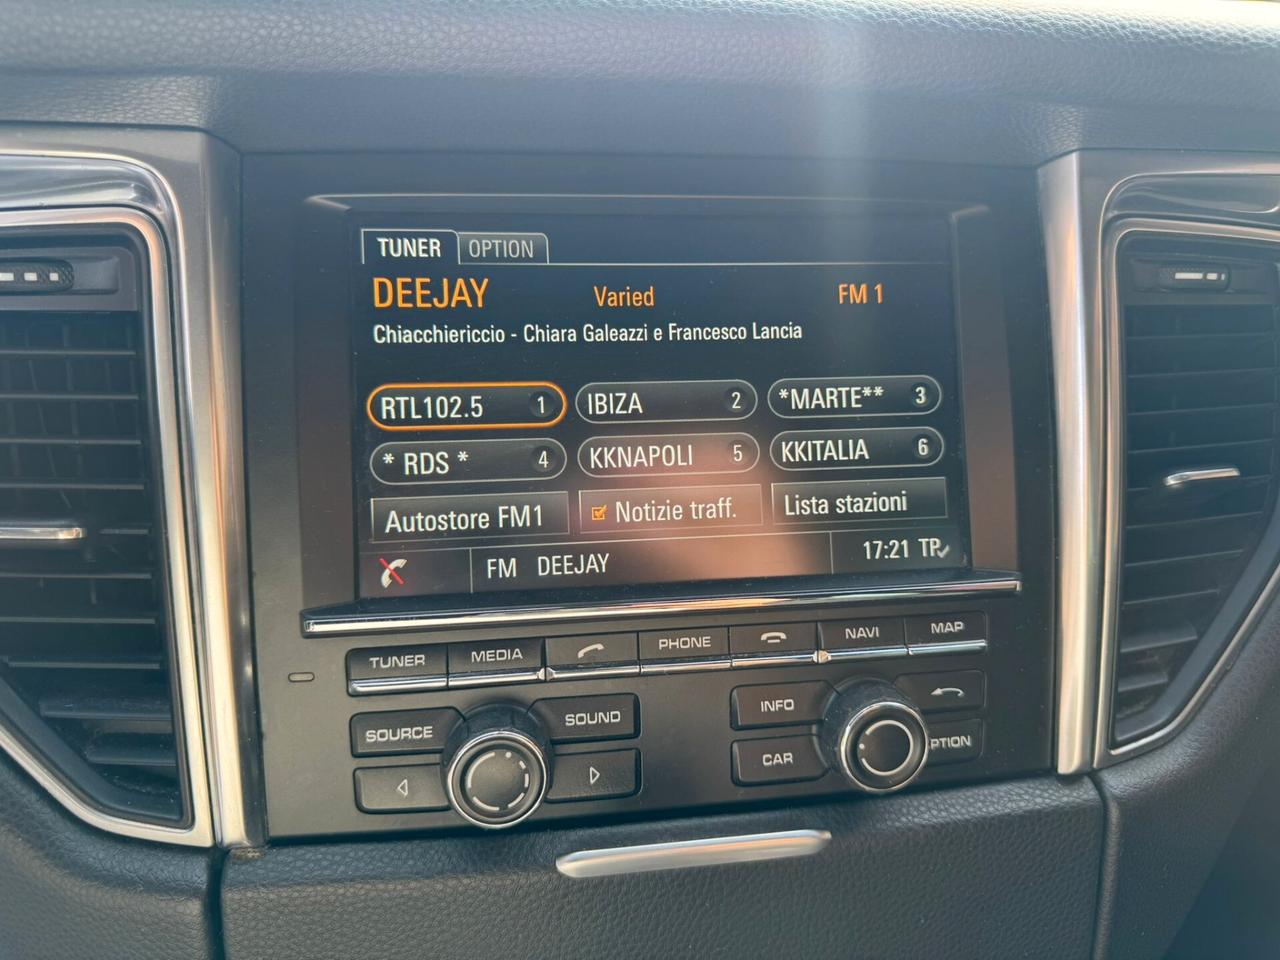 TUNER OPTION
DEEJAY Varied FM 1
Chiacchiericcio - Chiara Galeazzi e Francesco Lancia
RTL102.5 1 IBIZA 2 *MARTE** 3
* RDS * 4 KKNAPOLI 5 KKITALIA 6
Autostore FM1 Notizie traff. Lista stazioni
FM DEEJAY 17:21 TP
TUNER MEDIA PHONE NAVI MAP
SOURCE SOUND INFO
CAR PTION